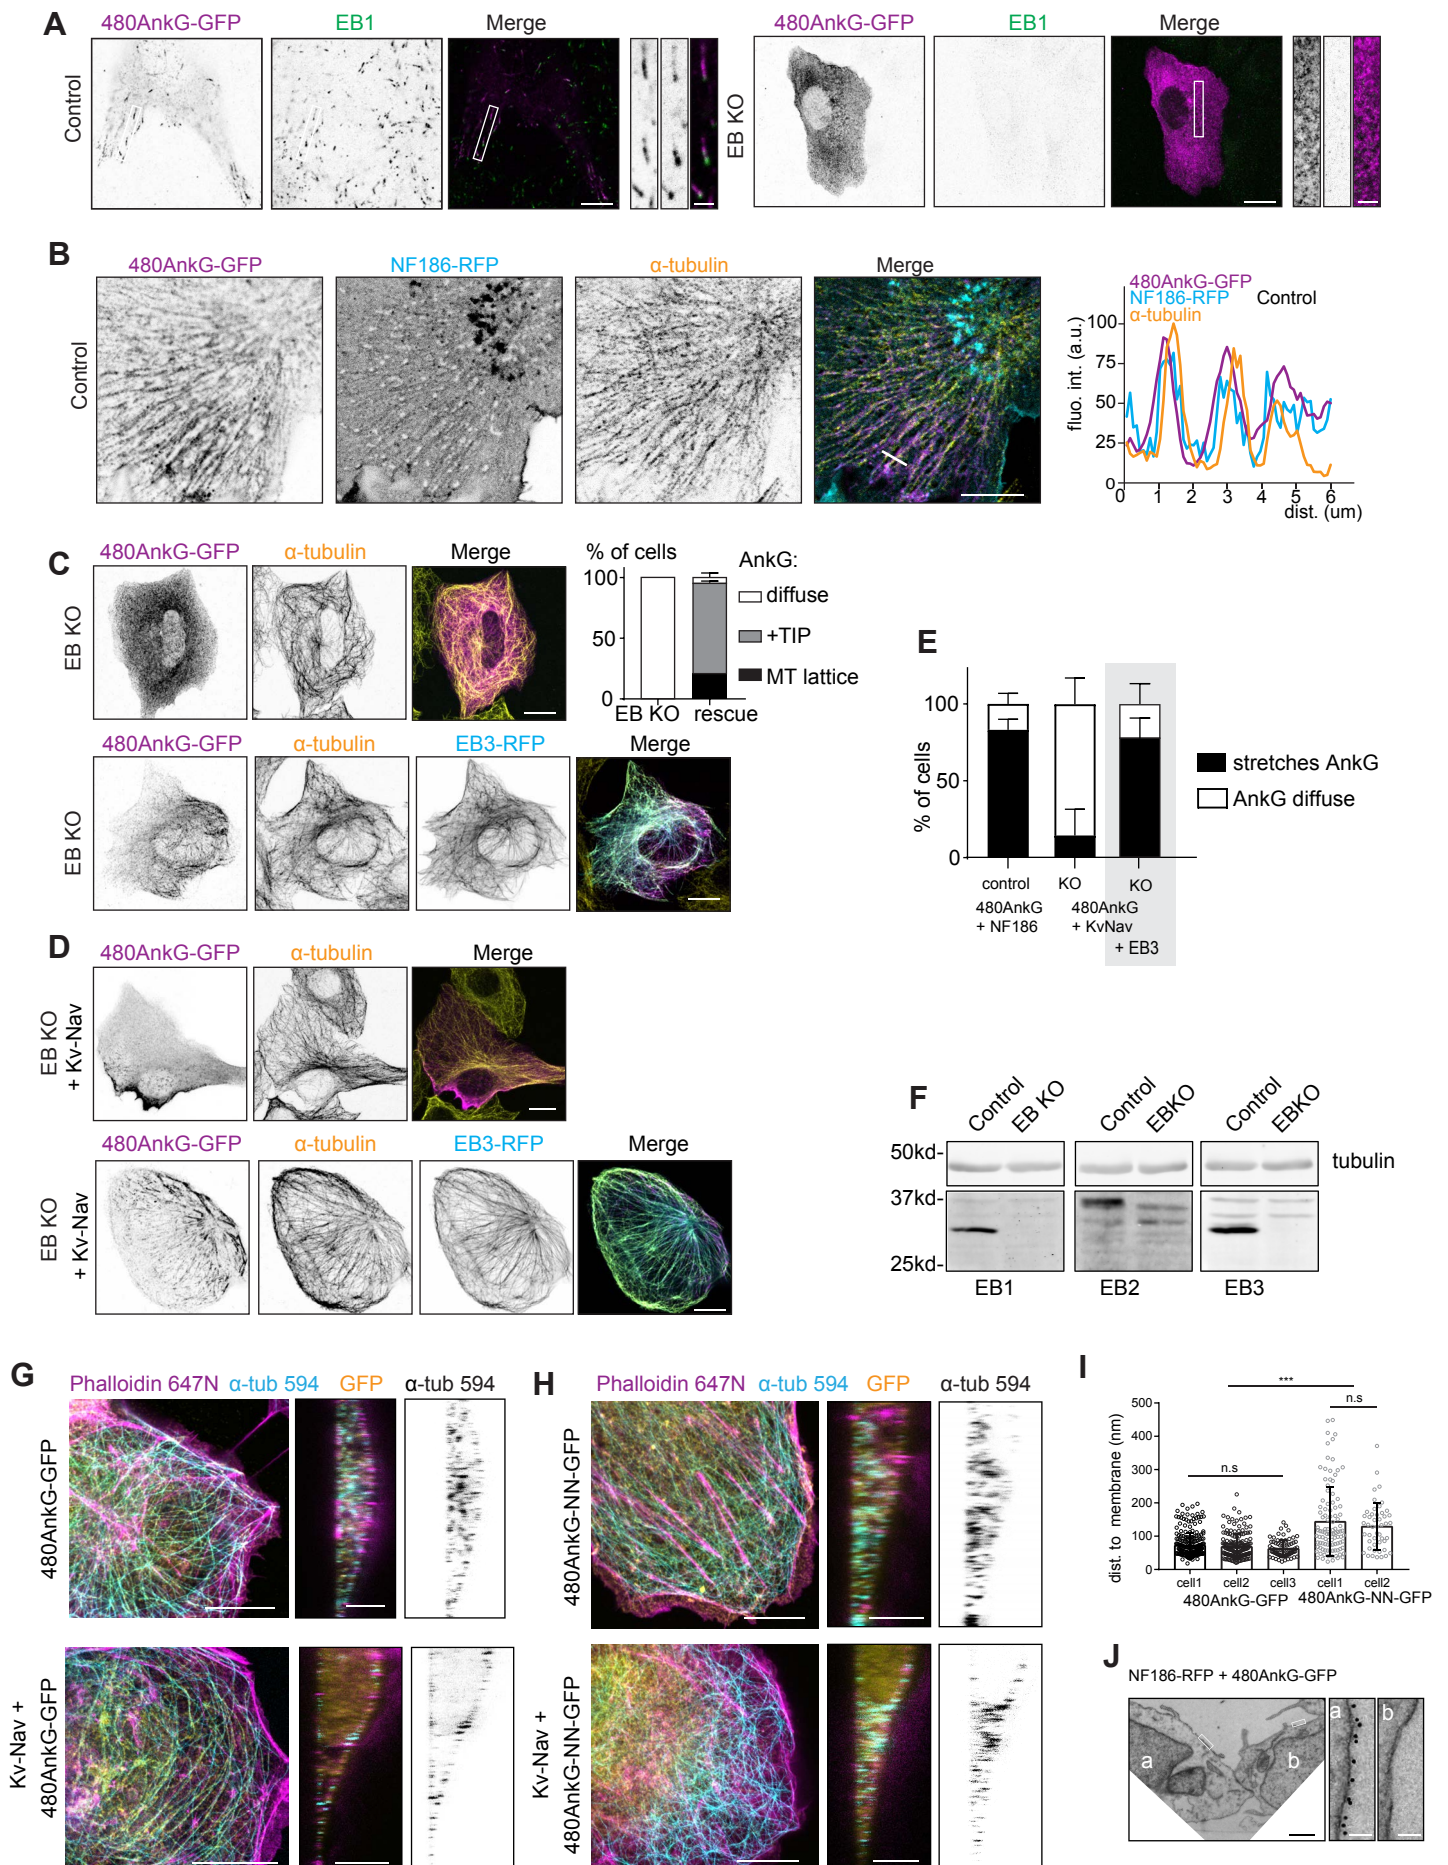 A
480AnkG-GFP EB1 Merge 480AnkG-GFP EB1 Merge
Control
EB KO
B
480AnkG-GFP NF186-RFP α-tubulin Merge
Control
480AnkG-GFP
NF186-RFP Control
α-tubulin
fluo. int. (a.u.)
100
75
50
25
0
0 1 2 3 4 5 6
dist. (um)
C
480AnkG-GFP α-tubulin Merge
EB KO
% of cells
100
50
0
EB KO rescue
AnkG:
diffuse
+TIP
MT lattice
480AnkG-GFP α-tubulin EB3-RFP Merge
EB KO
D
480AnkG-GFP α-tubulin Merge
EB KO
+ Kv-Nav
480AnkG-GFP α-tubulin EB3-RFP Merge
EB KO
+ Kv-Nav
E
% of cells
100
50
0
stretches AnkG
AnkG diffuse
control KO KO
480AnkG 480AnkG
+ NF186 + KvNav
+ EB3
F
Control EB KO Control EBKO Control EBKO
50kd-
37kd-
25kd-
tubulin
EB1 EB2 EB3
G
Phalloidin 647N α-tub 594 GFP α-tub 594
480AnkG-GFP
Kv-Nav +
480AnkG-GFP
H
Phalloidin 647N α-tub 594 GFP α-tub 594
480AnkG-NN-GFP
Kv-Nav +
480AnkG-NN-GFP
I
***
n.s
n.s
dist. to membrane (nm)
500
400
300
200
100
0
cell1 cell2 cell3 cell1 cell2
480AnkG-GFP 480AnkG-NN-GFP
J
NF186-RFP + 480AnkG-GFP
a b a b